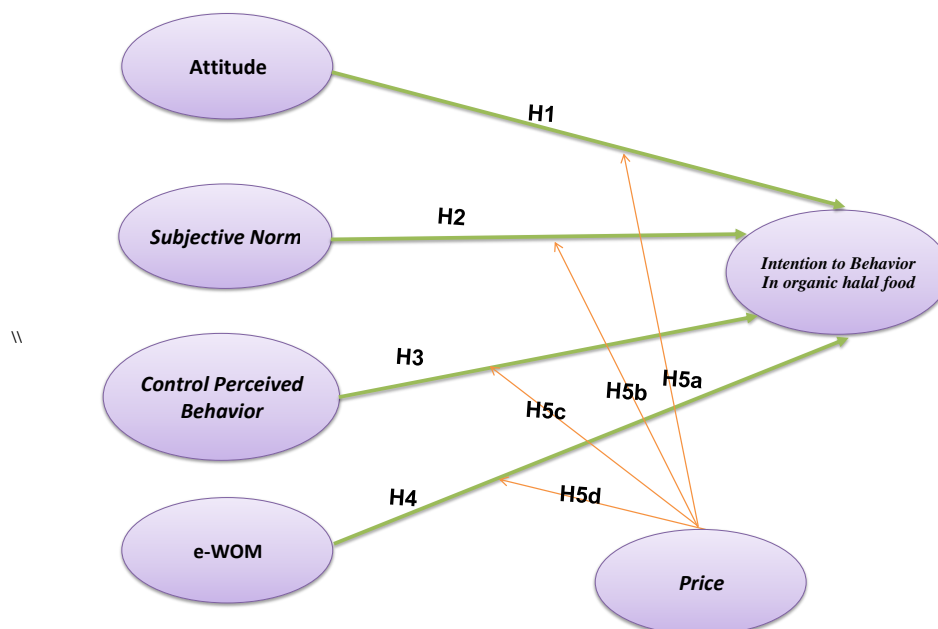 Attitude
H1
Subjective Norm
H2
Intention to Behavior
In organic halal food
\\
Control Perceived
Behavior
H3
H5a
H5b
H5c
H4
H5d
e-WOM
Price